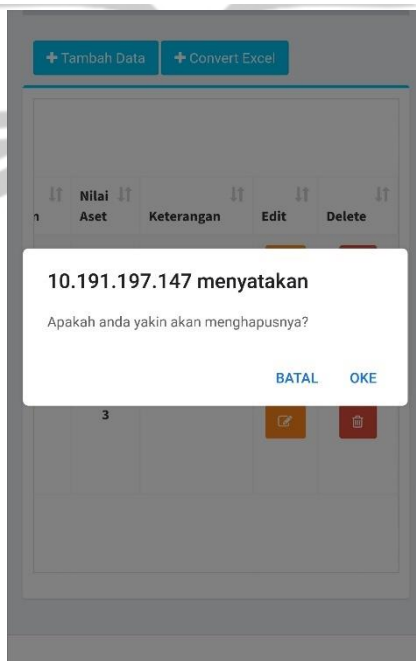 + Tambah Data + Convert Excel
n Nilai Aset Keterangan Edit Delete
10.191.197.147 menyatakan
Apakah anda yakin akan menghapusnya?
BATAL OKE
3